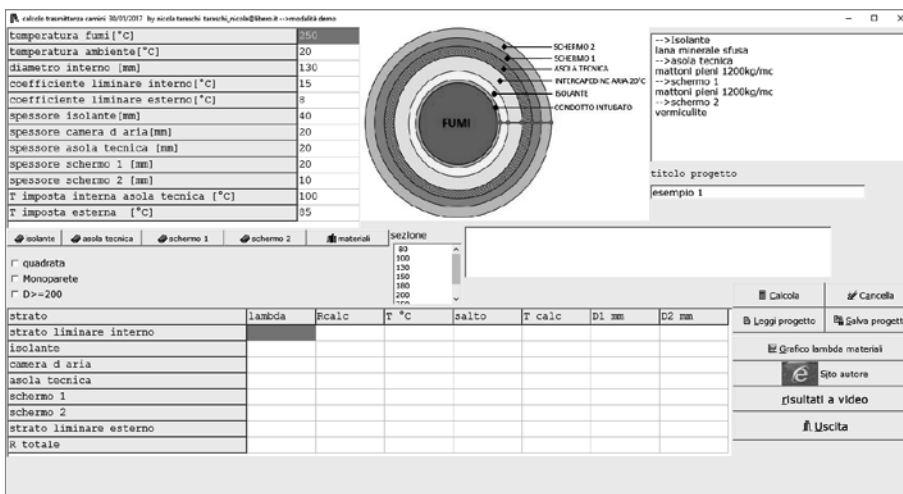 calcolo trasmittanza camini 30/01/2017 by nicola taraschi taraschi_nicola@libero.it -->modalità demo
temperatura fumi[°C] 250
temperatura ambiente[°C] 20
diametro interno [mm] 130
coefficiente liminare interno[°C] 15
coefficiente liminare esterno[°C] 8
spessore isolante[mm] 40
spessore camera d aria[mm] 20
spessore asola tecnica [mm] 20
spessore schermo 1 [mm] 20
spessore schermo 2 [mm] 10
T imposta interna asola tecnica [°C] 100
T imposta esterna [°C] 85
SCHERMO 2
SCHERMO 1
ASOLA TECNICA
INTERCAPEDINE ARIA 20°C
ISOLANTE
CONDOTTO INTUBATO
FUMI
-->Isolante
lana minerale sfusa
-->asola tecnica
mattoni pieni 1200kg/mc
-->schermo 1
mattoni pieni 1200kg/mc
-->schermo 2
vermiculite
titolo progetto
esempio 1
isolante asola tecnica schermo 1 schermo 2 materiali
sezione
80
100
130
150
180
200
250
quadrata
Monoparete
D>=200
Calcola Cancella
Leggi progetto Salva progett
Grafico lambda materiali
Sito autore
risultati a video
Uscita
strato lambda Rcalc T °C salto T calc D1 mm D2 mm
strato liminare interno
isolante
camera d aria
asola tecnica
schermo 1
schermo 2
strato liminare esterno
R totale